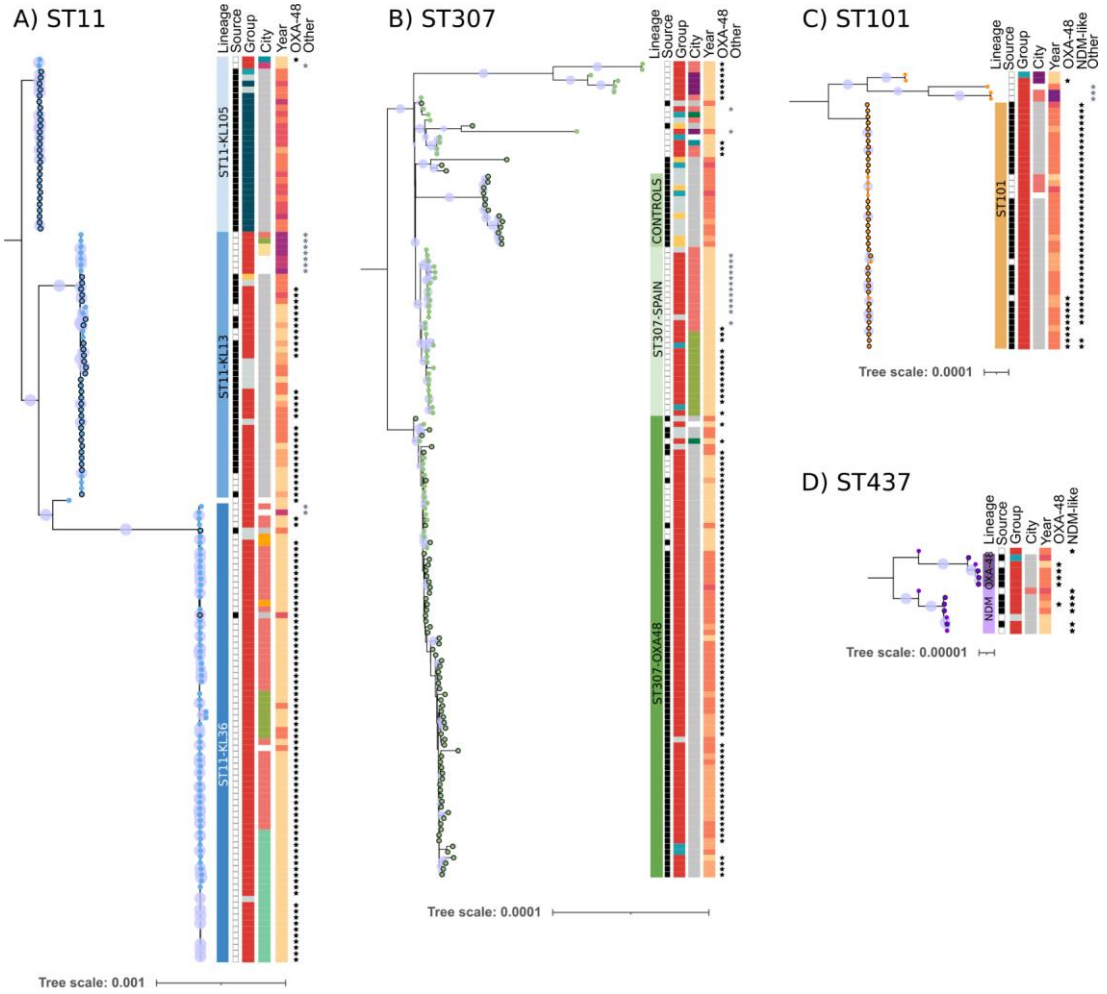 A) ST11
Lineage
Source
Group
City
Year
OXA-48
Other
ST11-KL105
ST11-KL13
ST11-KL36
Tree scale: 0.001
B) ST307
Lineage
Source
Group
City
Year
OXA-48
Other
CONTROLS
ST307-SPAIN
ST307-OXA48
Tree scale: 0.0001
C) ST101
Lineage
Source
Group
City
Year
OXA-48
NDM-like
Other
ST101
Tree scale: 0.0001
D) ST437
Lineage
Source
Group
City
Year
OXA-48
NDM-like
OXA-48
NDM
Tree scale: 0.00001